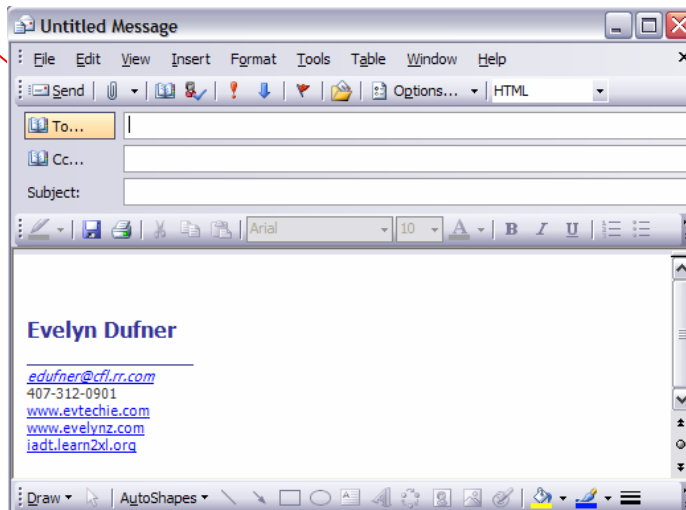 Untitled Message
File Edit View Insert Format Tools Table Window Help
Send Options... HTML
To...
Cc...
Subject:
Arial 10 A B I U
Evelyn Dufner
edufner@cfl.rr.com
407-312-0901
www.evtechie.com
www.evelynz.com
iadt.learn2xl.org
Draw AutoShapes